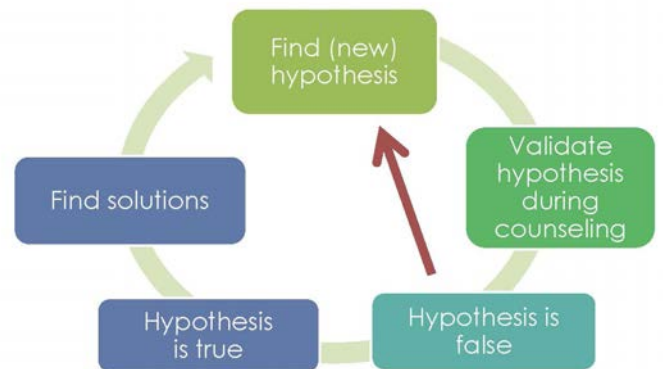 Find (new)
hypothesis
Validate
hypothesis
during
counseling
Hypothesis is
false
Hypothesis
is true
Find solutions